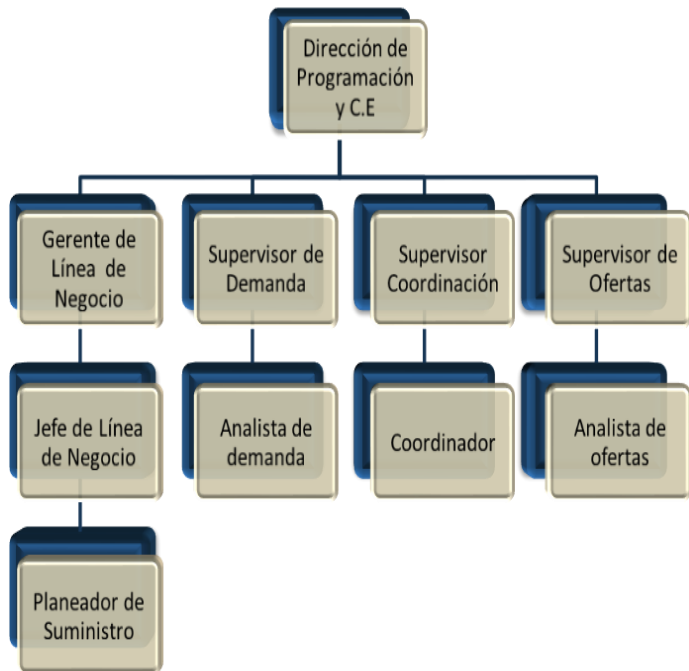 Dirección de
Programación
y C.E
Gerente de
Línea de
Negocio
Supervisor de
Demanda
Supervisor
Coordinación
Supervisor de
Ofertas
Jefe de Línea
de Negocio
Analista de
demanda
Coordinador
Analista de
ofertas
Planeador de
Suministro